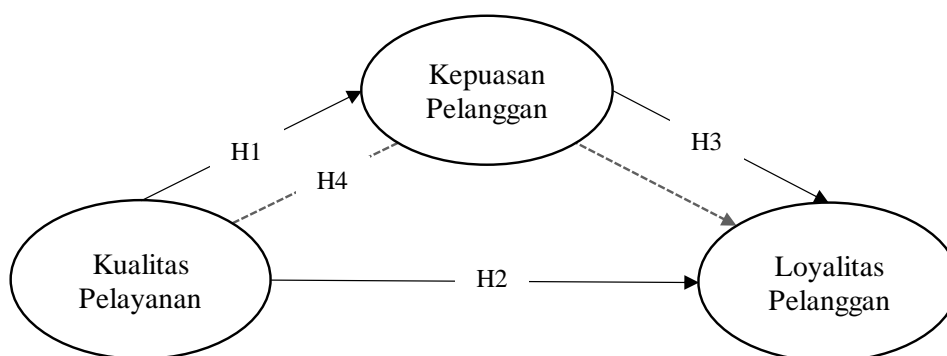 Kepuasan
Pelanggan
H1
H3
H4
Kualitas
Pelayanan
H2
Loyalitas
Pelanggan